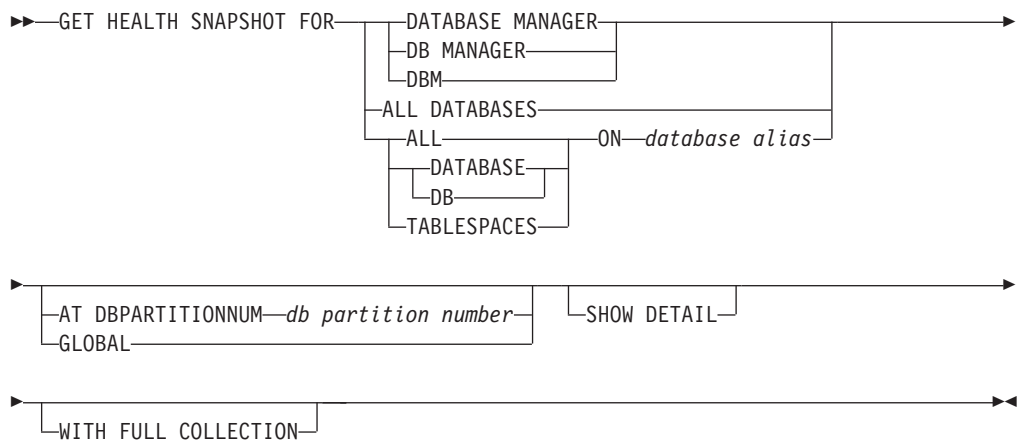 GET HEALTH SNAPSHOT FOR DATABASE MANAGER
DB MANAGER
DBM
ALL DATABASES
ALL ON database alias
DATABASE
DB
TABLESPACES
AT DBPARTITIONNUM db partition number SHOW DETAIL
GLOBAL
WITH FULL COLLECTION